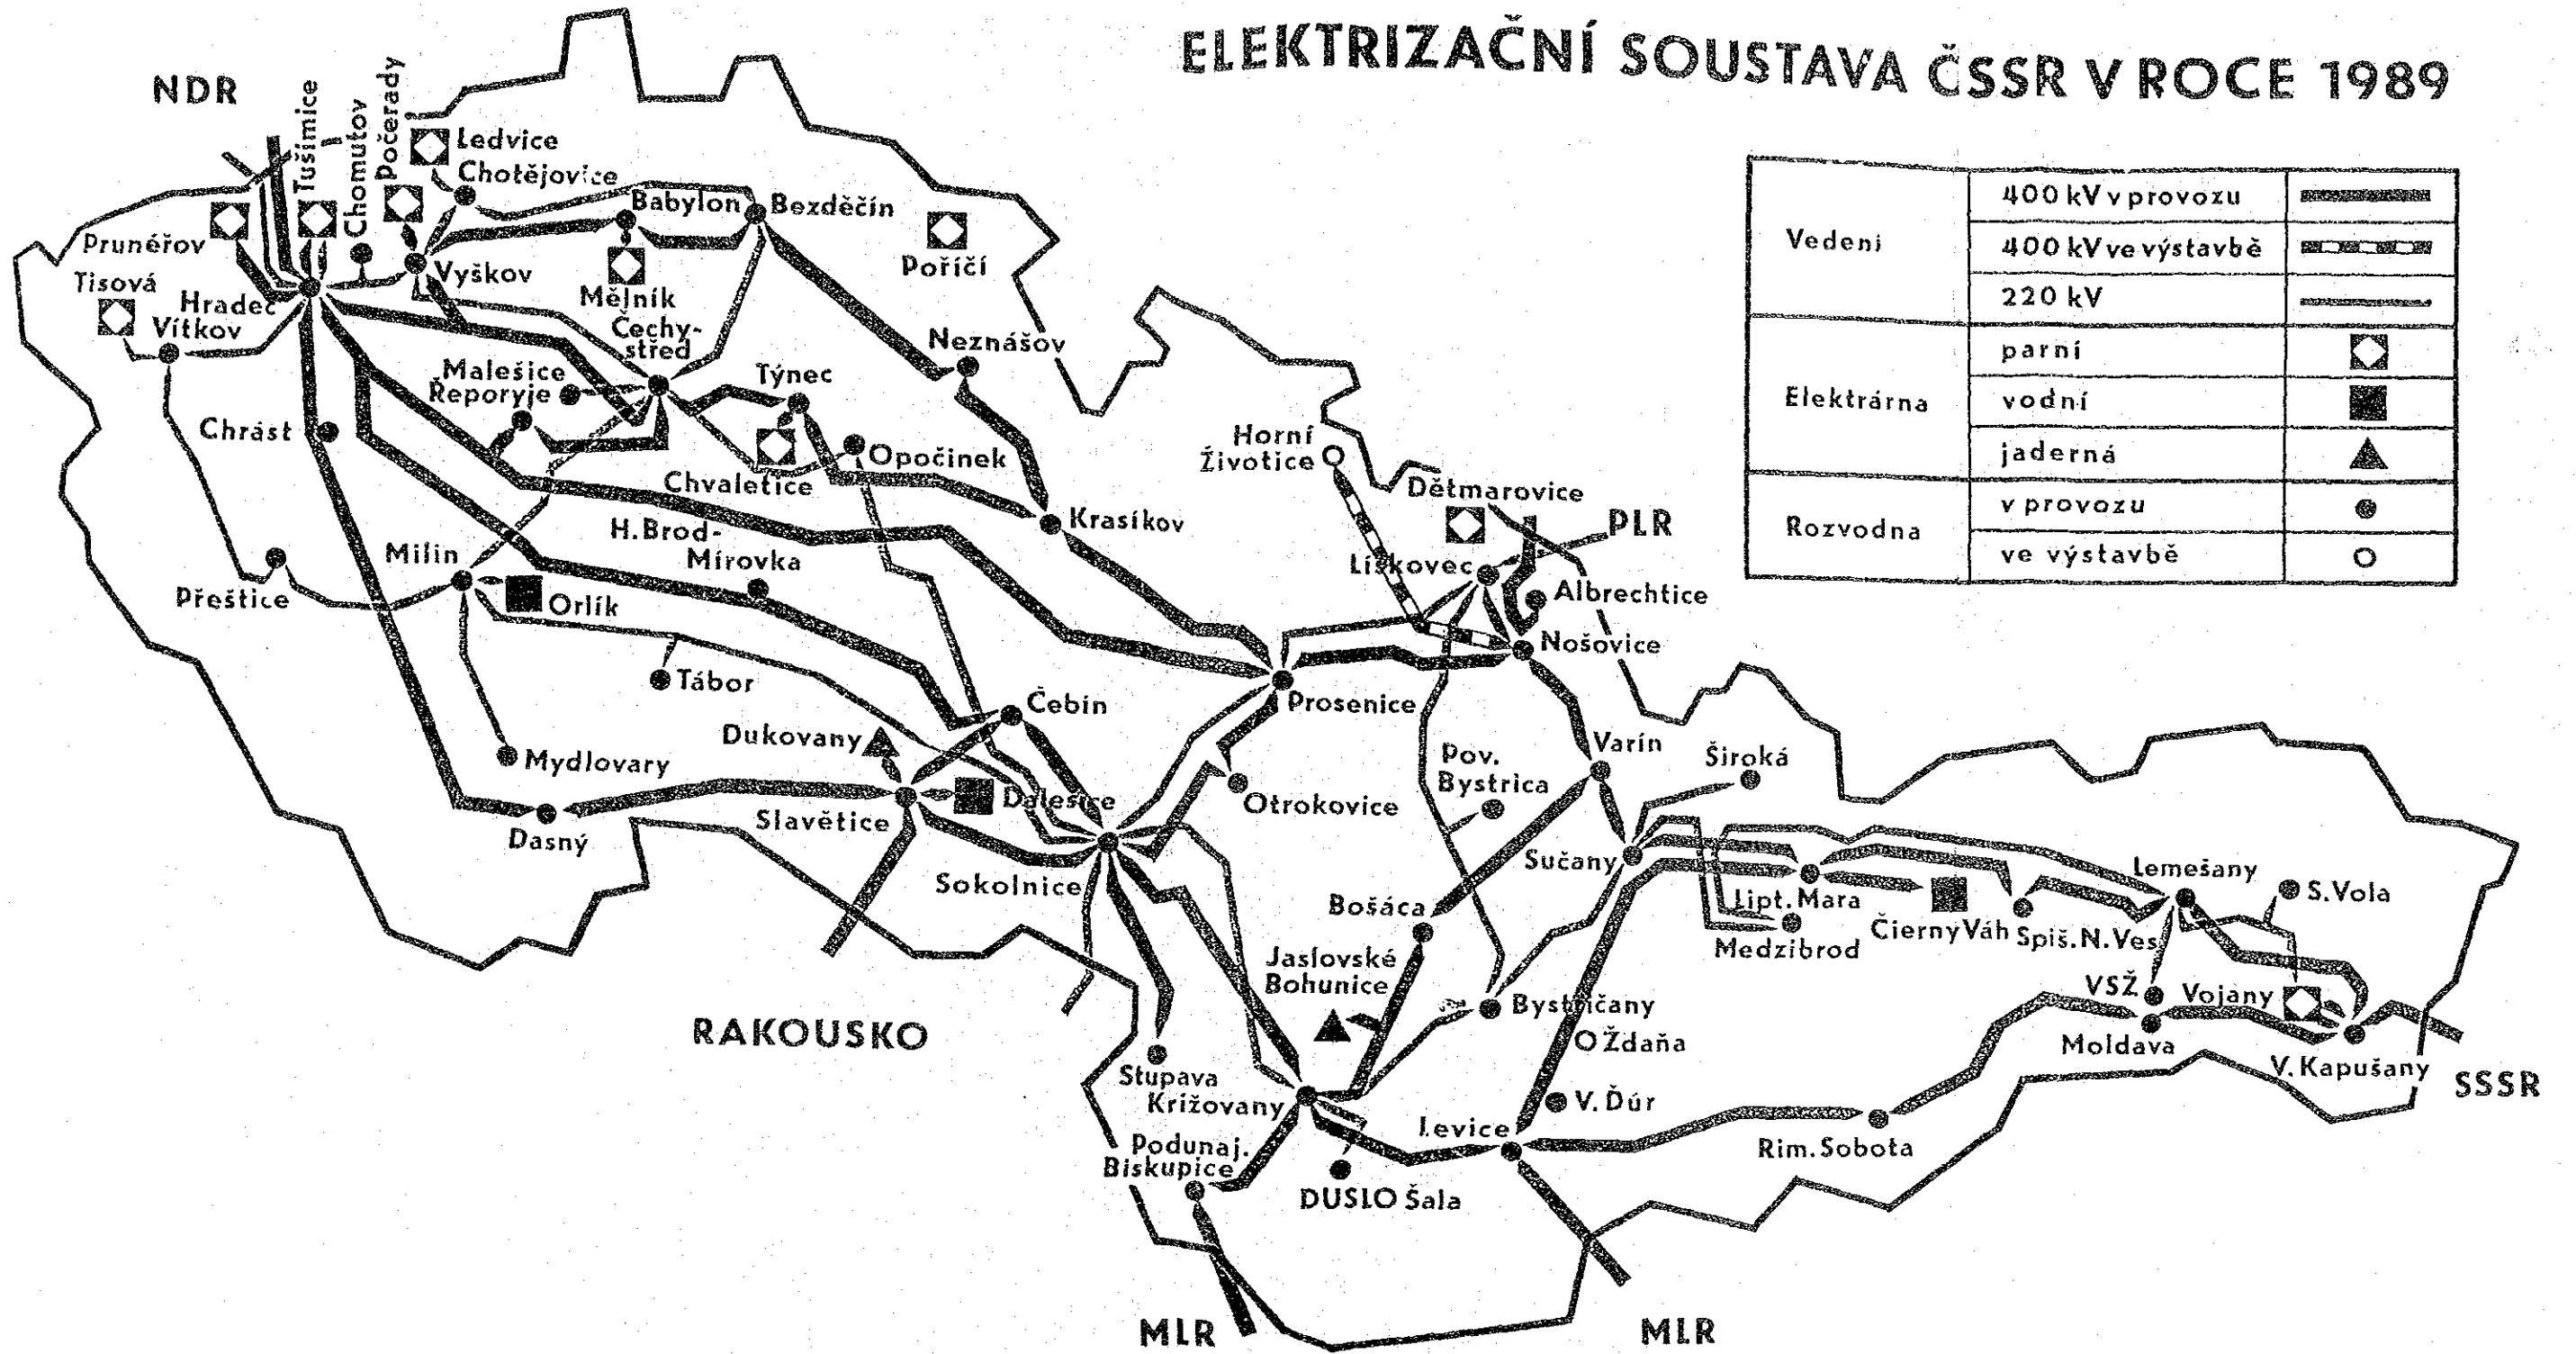 ELEKTRIZAČNÍ SOUSTAVA ČSSR V ROCE 1989
NDR
Tušimice
Chomutov
Počerady
Ledvice
Chotějovice
Babylon
Bezděčín
Prunéřov
Poříčí
Vyškov
Tisová
Hradec
Mělník
Vítkov
Čechy-
střed
Neznášov
Malešice
Týnec
Řeporyje
Chrást
Opočinek
Chvaletice
Horní
Životice
Dětmarovice
Krasíkov
PLR
H. Brod-
Mírovka
Milin
Lískovec
Přeštice
Orlík
Albrechtice
Nošovice
Tábor
Prosenice
Čebín
Dukovany
Varín
Široká
Mydlovary
Pov.
Bystrica
Dalešice
Otrokovice
Slavětice
Dasný
Sučany
Lemešany
Sokolnice
S. Vola
Bošáca
Lipt. Mara
Čierny Váh
Spiš. N. Ves
Medzibrod
Jaslovské
Bohunice
VSŽ
Vojany
Bystričany
RAKOUSKO
Ždaňa
Moldava
V. Kapušany
SSSR
Stupava
Križovany
V. Ďúr
Levice
Rim. Sobota
Podunaj.
Biskupice
DUSLO Šala
MLR
MLR
Vedeni
400 kV v provozu
400 kV ve výstavbě
220 kV
Elektrárna
parní
vodní
jaderná
Rozvodna
v provozu
ve výstavbě